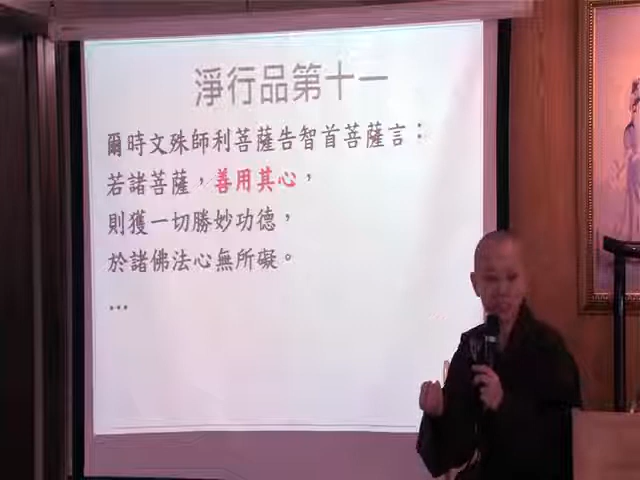 淨行品第十一
爾時文殊師利菩薩告智首菩薩言：
若諸菩薩，善用其心，
則獲一切勝妙功德，
於諸佛法心無所礙。
...